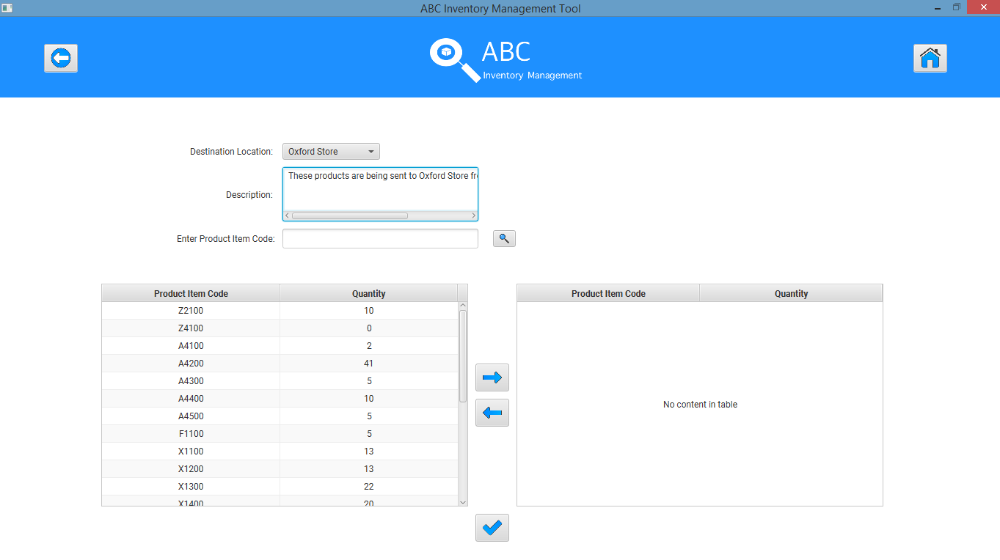 ABC Inventory Management Tool
ABC
Inventory Management
Destination Location: Oxford Store
Description: These products are being sent to Oxford Store
Enter Product Item Code:
Product Item Code Quantity
Z2100 10
Z4100 0
A4100 2
A4200 41
A4300 5
A4400 10
A4500 5
F1100 5
X1100 13
X1200 13
X1300 22
X1400 20
Product Item Code Quantity
No content in table